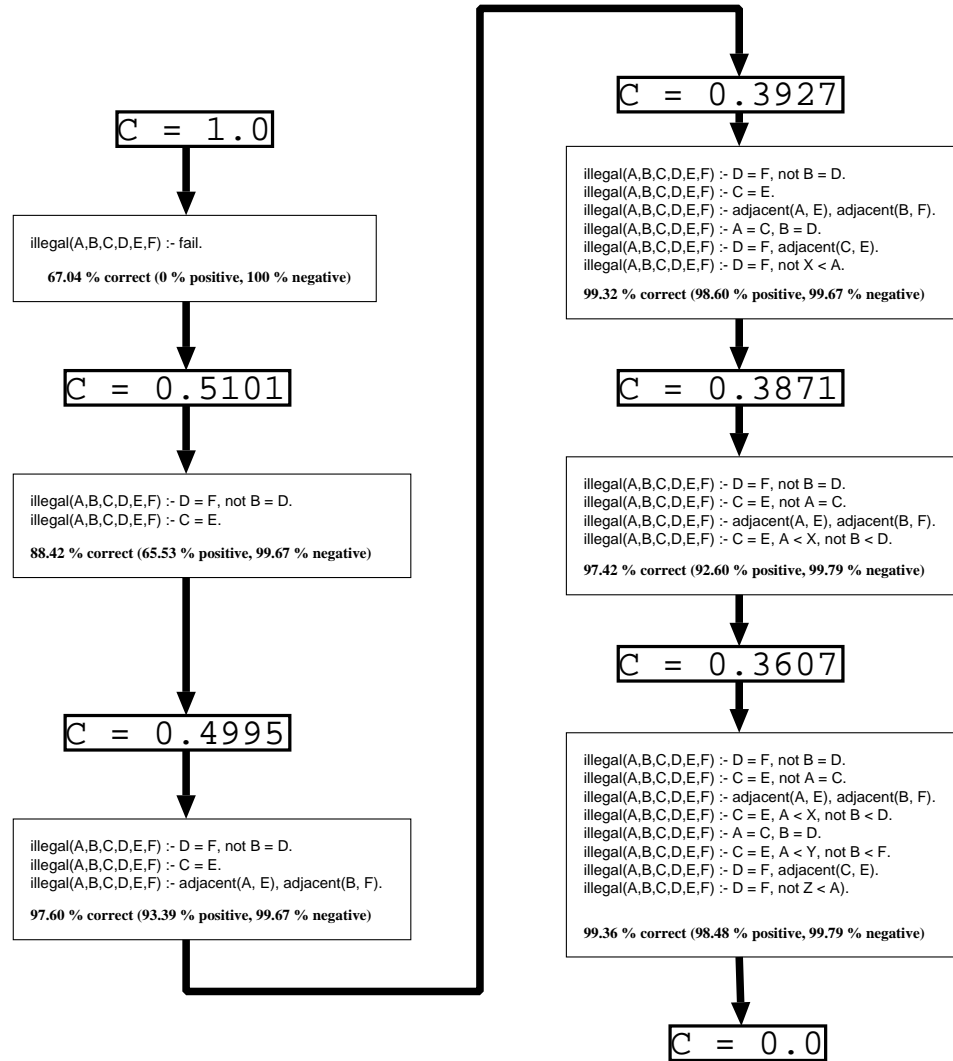 C = 1.0
illegal(A,B,C,D,E,F) :- fail.
67.04 % correct (0 % positive, 100 % negative)
C = 0.5101
illegal(A,B,C,D,E,F) :- D = F, not B = D.
illegal(A,B,C,D,E,F) :- C = E.
88.42 % correct (65.53 % positive, 99.67 % negative)
C = 0.4995
illegal(A,B,C,D,E,F) :- D = F, not B = D.
illegal(A,B,C,D,E,F) :- C = E.
illegal(A,B,C,D,E,F) :- adjacent(A, E), adjacent(B, F).
97.60 % correct (93.39 % positive, 99.67 % negative)
C = 0.3927
illegal(A,B,C,D,E,F) :- D = F, not B = D.
illegal(A,B,C,D,E,F) :- C = E.
illegal(A,B,C,D,E,F) :- adjacent(A, E), adjacent(B, F).
illegal(A,B,C,D,E,F) :- A = C, B = D.
illegal(A,B,C,D,E,F) :- D = F, adjacent(C, E).
illegal(A,B,C,D,E,F) :- D = F, not X < A.
99.32 % correct (98.60 % positive, 99.67 % negative)
C = 0.3871
illegal(A,B,C,D,E,F) :- D = F, not B = D.
illegal(A,B,C,D,E,F) :- C = E, not A = C.
illegal(A,B,C,D,E,F) :- adjacent(A, E), adjacent(B, F).
illegal(A,B,C,D,E,F) :- C = E, A < X, not B < D.
97.42 % correct (92.60 % positive, 99.79 % negative)
C = 0.3607
illegal(A,B,C,D,E,F) :- D = F, not B = D.
illegal(A,B,C,D,E,F) :- C = E, not A = C.
illegal(A,B,C,D,E,F) :- adjacent(A, E), adjacent(B, F).
illegal(A,B,C,D,E,F) :- C = E, A < X, not B < D.
illegal(A,B,C,D,E,F) :- A = C, B = D.
illegal(A,B,C,D,E,F) :- C = E, A < Y, not B < F.
illegal(A,B,C,D,E,F) :- D = F, adjacent(C, E).
illegal(A,B,C,D,E,F) :- D = F, not Z < A).
99.36 % correct (98.48 % positive, 99.79 % negative)
C = 0.0